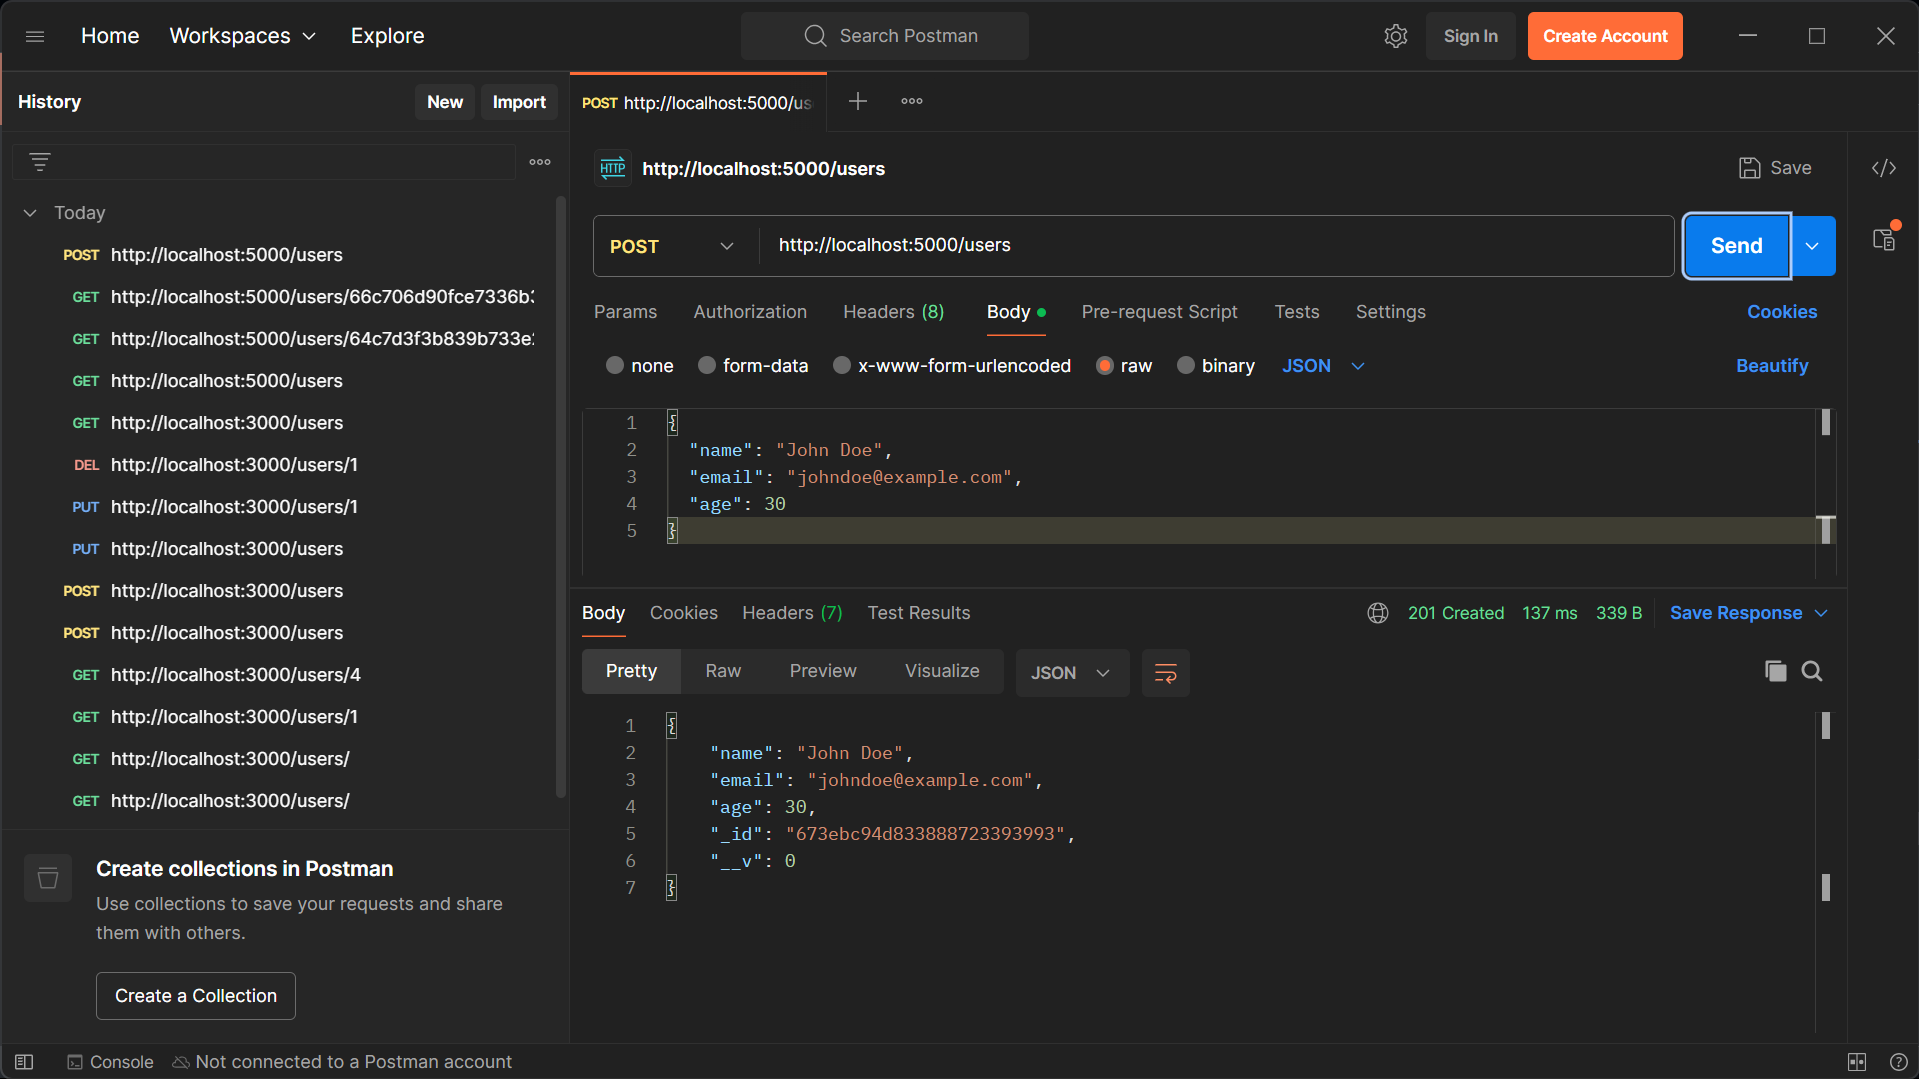 Home Workspaces Explore Search Postman Sign In Create Account
History New Import
POST http://localhost:5000/us
HTTP http://localhost:5000/users Save
Today
POST http://localhost:5000/users
GET http://localhost:5000/users/66c706d90fce7336b3
GET http://localhost:5000/users/64c7d3f3b839b733e
GET http://localhost:5000/users
GET http://localhost:3000/users
DEL http://localhost:3000/users/1
PUT http://localhost:3000/users/1
PUT http://localhost:3000/users
POST http://localhost:3000/users
POST http://localhost:3000/users
GET http://localhost:3000/users/4
GET http://localhost:3000/users/1
GET http://localhost:3000/users/
GET http://localhost:3000/users/
Create collections in Postman
Use collections to save your requests and share
them with others.
Create a Collection
POST http://localhost:5000/users Send
Params Authorization Headers (8) Body Pre-request Script Tests Settings Cookies
none form-data x-www-form-urlencoded raw binary JSON Beautify
1 {
2 "name": "John Doe",
3 "email": "johndoe@example.com",
4 "age": 30
5 }
Body Cookies Headers (7) Test Results 201 Created 137 ms 339 B Save Response
Pretty Raw Preview Visualize JSON
1 {
2 "name": "John Doe",
3 "email": "johndoe@example.com",
4 "age": 30,
5 "_id": "673ebc94d833888723393993",
6 "__v": 0
7 }
Console Not connected to a Postman account